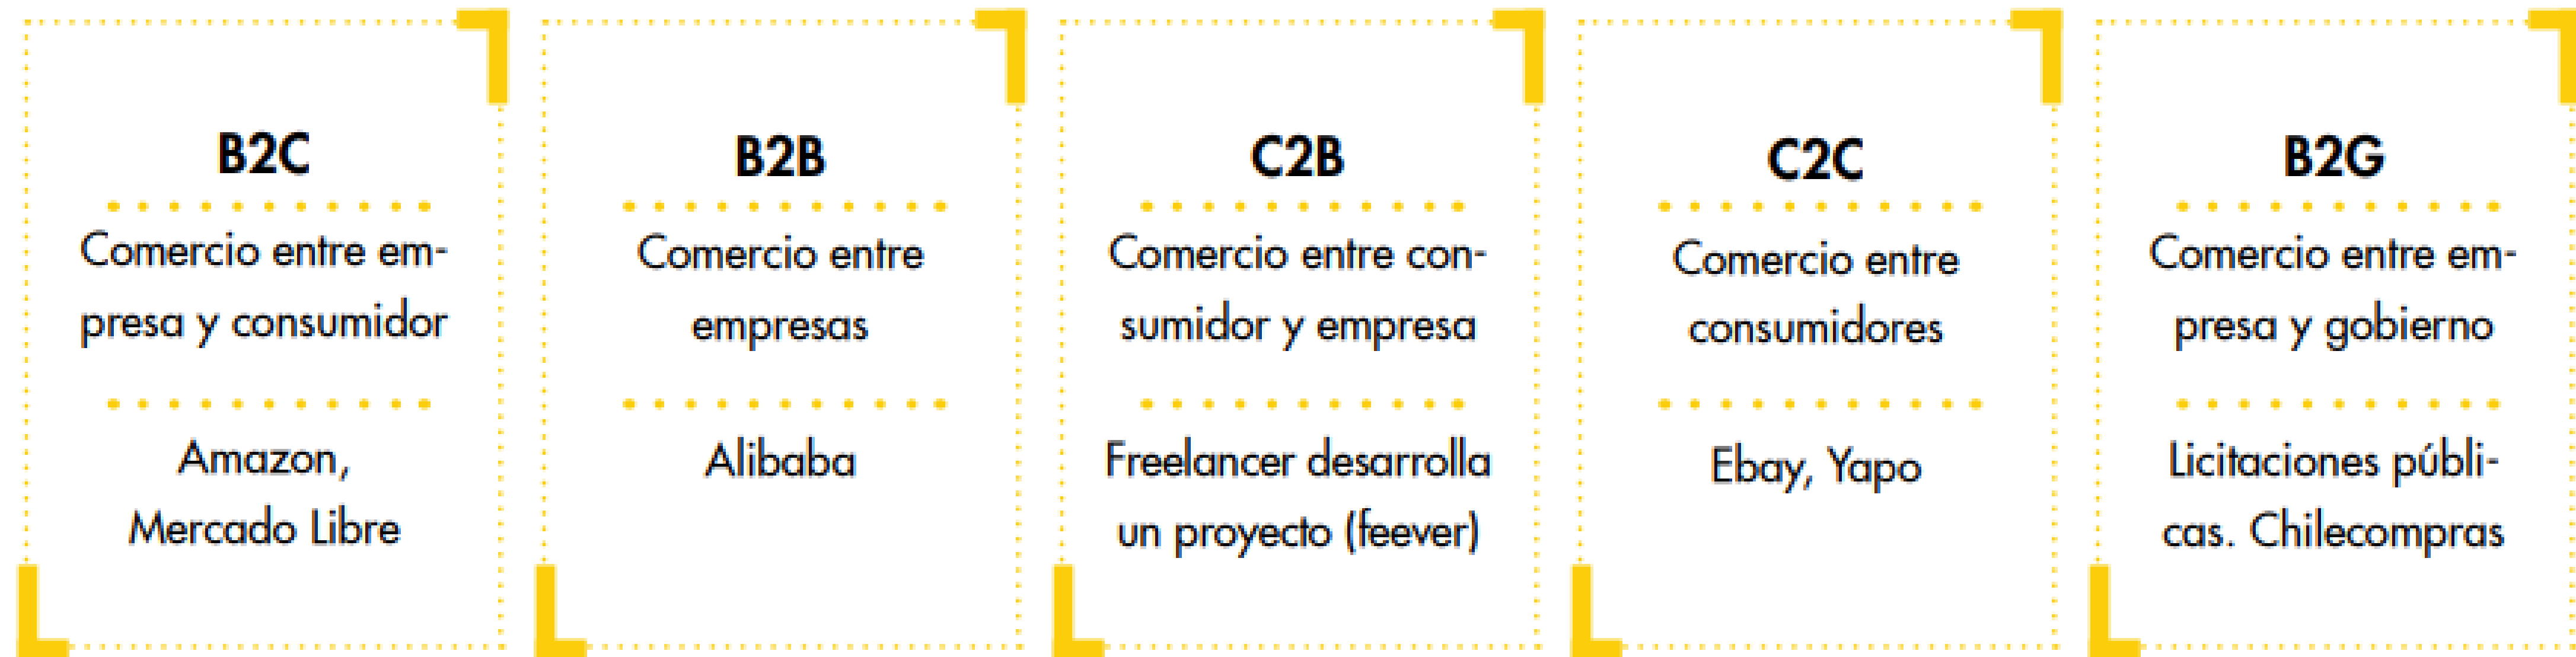 B2C
Comercio entre em-
presa y consumidor
Amazon,
Mercado Libre
B2B
Comercio entre
empresas
Alibaba
C2B
Comercio entre con-
sumidor y empresa
Freelancer desarrolla
un proyecto (feever)
C2C
Comercio entre
consumidores
Ebay, Yapo
B2G
Comercio entre em-
presa y gobierno
Licitaciones públi-
cas. Chilecompras